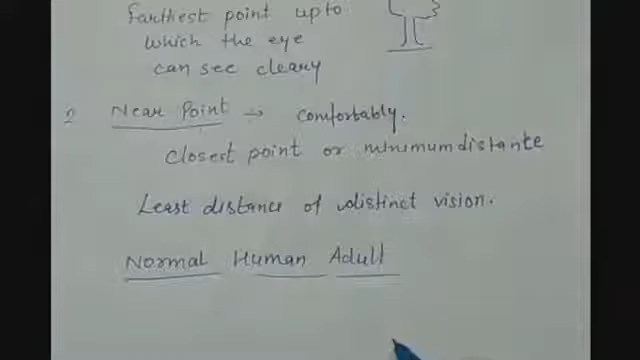 farthest point upto
which the eye
can see cleary
2 Near Point → comfortably.
Closest point or minimum distante
Least distance of distinct vision.
Normal Human Adult